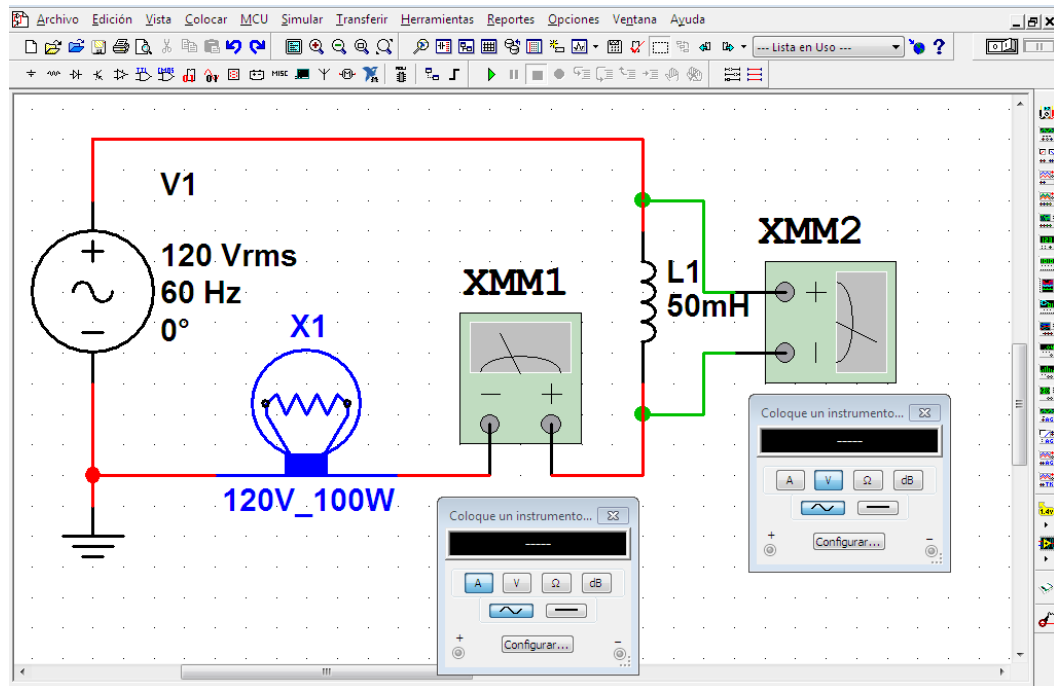 Archivo Edición Vista Colocar MCU Simular Transferir Herramientas Reportes Opciones Ventana Ayuda
--- Lista en Uso ---
MISC
V1
120 Vrms
60 Hz
0°
X1
120V_100W
XMM1
L1
50mH
XMM2
Coloque un instrumento...
-----
A V Ω dB
Configurar...
+ -
Coloque un instrumento...
-----
A V Ω dB
+ -
Configurar...